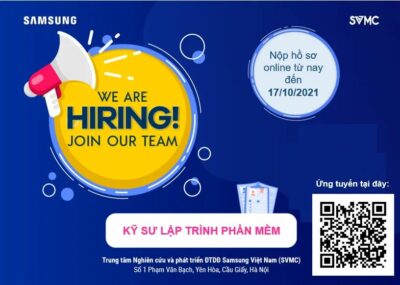 SAMSUNG
SVMC
WE ARE
HIRING!
JOIN OUR TEAM
Nộp hồ sơ
online từ nay
đến
17/10/2021
Ứng tuyển tại đây:
KỸ SƯ LẬP TRÌNH PHẦN MỀM
Trung tâm Nghiên cứu và phát triển ĐTDĐ Samsung Việt Nam (SVMC)
Số 1 Phạm Văn Bạch, Yên Hòa, Cầu Giấy, Hà Nội